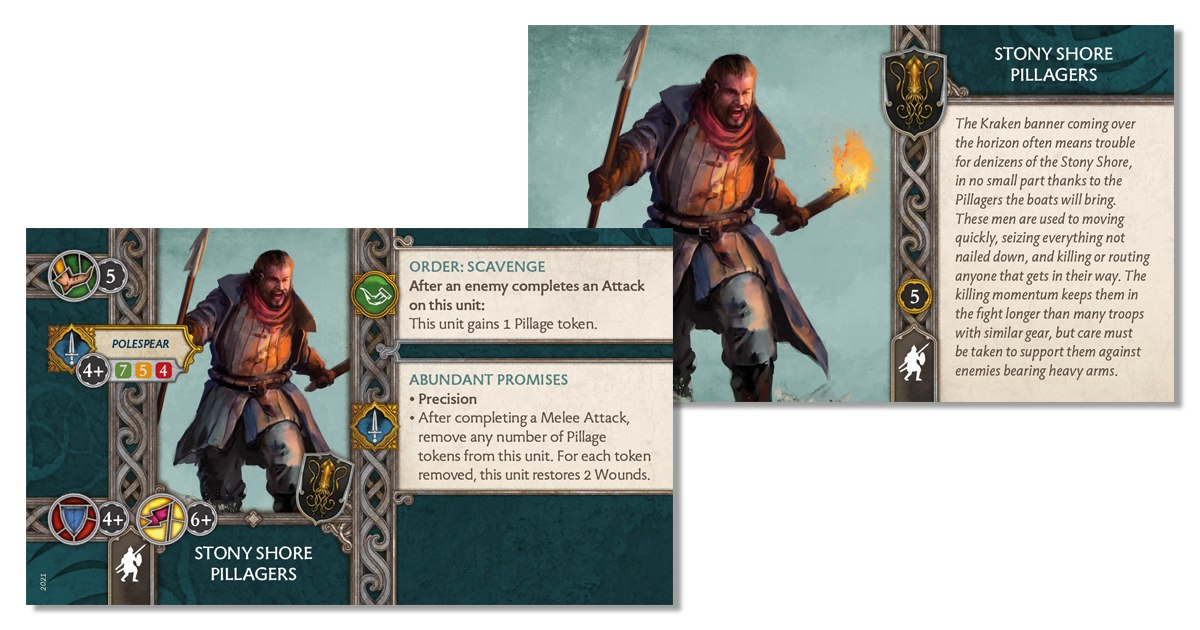 STONY SHORE
PILLAGERS
The Kraken banner coming over
the horizon often means trouble
for denizens of the Stony Shore,
in no small part thanks to the
Pillagers the boats will bring.
These men are used to moving
quickly, seizing everything not
nailed down, and killing or routing
anyone that gets in their way. The
killing momentum keeps them in
the fight longer than many troops
with similar gear, but care must
be taken to support them against
enemies bearing heavy arms.
5
5
POLESPEAR
4+
7 5 4
ORDER: SCAVENGE
After an enemy completes an Attack
on this unit:
This unit gains 1 Pillage token.
ABUNDANT PROMISES
• Precision
• After completing a Melee Attack,
remove any number of Pillage
tokens from this unit. For each token
removed, this unit restores 2 Wounds.
4+
6+
STONY SHORE
PILLAGERS
2021